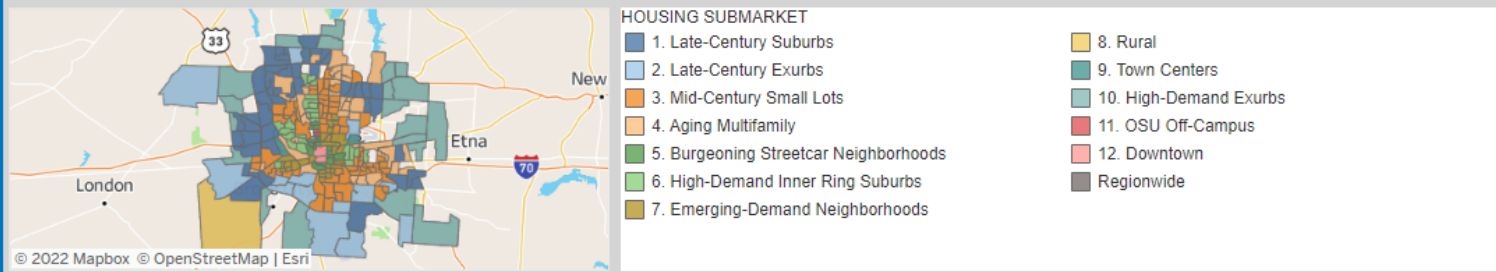 33
New
Etna
70
London
© 2022 Mapbox © OpenStreetMap | Esri
HOUSING SUBMARKET
1. Late-Century Suburbs
2. Late-Century Exurbs
3. Mid-Century Small Lots
4. Aging Multifamily
5. Burgeoning Streetcar Neighborhoods
6. High-Demand Inner Ring Suburbs
7. Emerging-Demand Neighborhoods
8. Rural
9. Town Centers
10. High-Demand Exurbs
11. OSU Off-Campus
12. Downtown
Regionwide